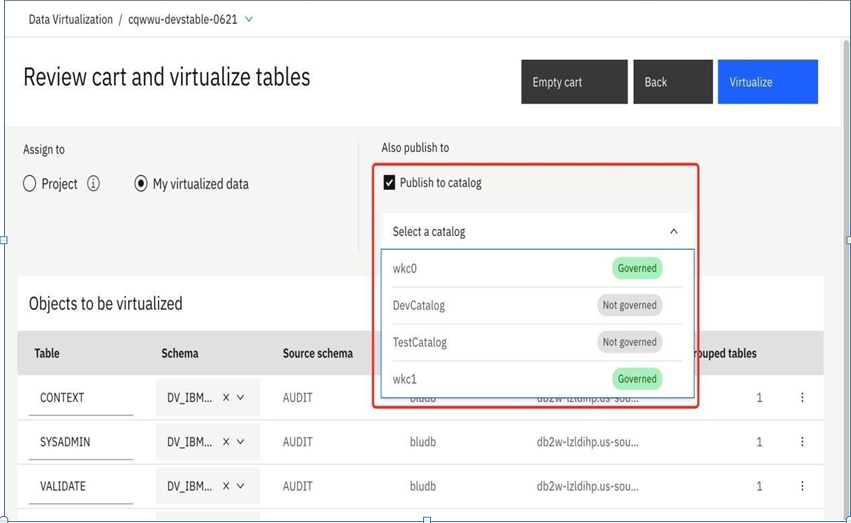 Data Virtualization / cqwwu-devstable-0621
Review cart and virtualize tables
Empty cart
Back
Virtualize
Assign to
Project
My virtualized data
Also publish to
Publish to catalog
Select a catalog
wkc0 Governed
DevCatalog Not governed
TestCatalog Not governed
wkc1 Governed
Objects to be virtualized
Table Schema Source schema rouped tables
CONTEXT DV_IBM... AUDIT bludb db2w-lzldihp.us-sou... 1
SYSADMIN DV_IBM... AUDIT bludb db2w-lzldihp.us-sou... 1
VALIDATE DV_IBM... AUDIT bludb db2w-lzldihp.us-sou... 1